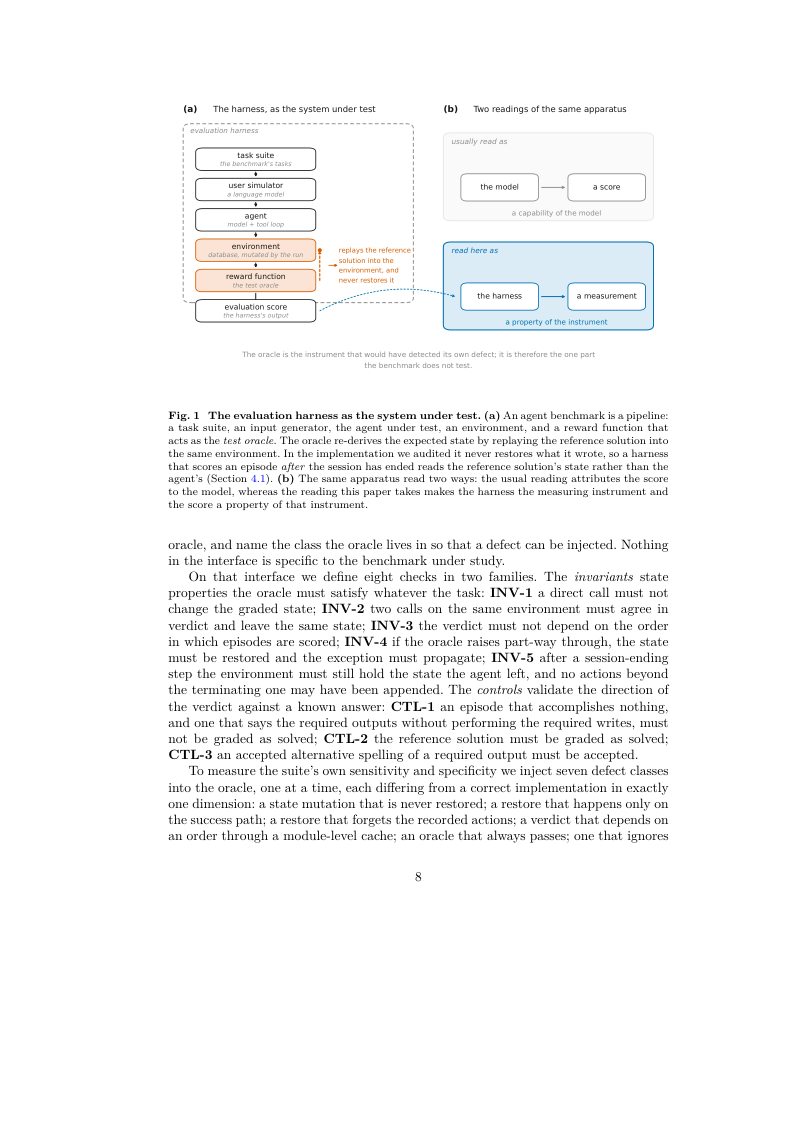 (a) The harness, as the system under test
evaluation harness
task suite
the benchmark's tasks
user simulator
a language model
agent
model + tool loop
environment
database, mutated by the run
reward function
the test oracle
evaluation score
the harness's output
replays the reference
solution into the
environment, and
never restores it
(b) Two readings of the same apparatus
usually read as
the model
a score
a capability of the model
read here as
the harness
a measurement
a property of the instrument
The oracle is the instrument that would have detected its own defect; it is therefore the one part
the benchmark does not test.
Fig. 1 The evaluation harness as the system under test. (a) An agent benchmark is a pipeline:
a task suite, an input generator, the agent under test, an environment, and a reward function that
acts as the test oracle. The oracle re-derives the expected state by replaying the reference solution into
the same environment. In the implementation we audited it never restores what it wrote, so a harness
that scores an episode after the session has ended reads the reference solution's state rather than the
agent's (Section 4.1). (b) The same apparatus read two ways: the usual reading attributes the score
to the model, whereas the reading this paper takes makes the harness the measuring instrument and
the score a property of that instrument.
oracle, and name the class the oracle lives in so that a defect can be injected. Nothing
in the interface is specific to the benchmark under study.
On that interface we define eight checks in two families. The invariants state
properties the oracle must satisfy whatever the task: INV-1 a direct call must not
change the graded state; INV-2 two calls on the same environment must agree in
verdict and leave the same state; INV-3 the verdict must not depend on the order
in which episodes are scored; INV-4 if the oracle raises part-way through, the state
must be restored and the exception must propagate; INV-5 after a session-ending
step the environment must still hold the state the agent left, and no actions beyond
the terminating one may have been appended. The controls validate the direction of
the verdict against a known answer: CTL-1 an episode that accomplishes nothing,
and one that says the required outputs without performing the required writes, must
not be graded as solved; CTL-2 the reference solution must be graded as solved;
CTL-3 an accepted alternative spelling of a required output must be accepted.
To measure the suite's own sensitivity and specificity we inject seven defect classes
into the oracle, one at a time, each differing from a correct implementation in exactly
one dimension: a state mutation that is never restored; a restore that happens only on
the success path; a restore that forgets the recorded actions; a verdict that depends on
an order through a module-level cache; an oracle that always passes; one that ignores
8